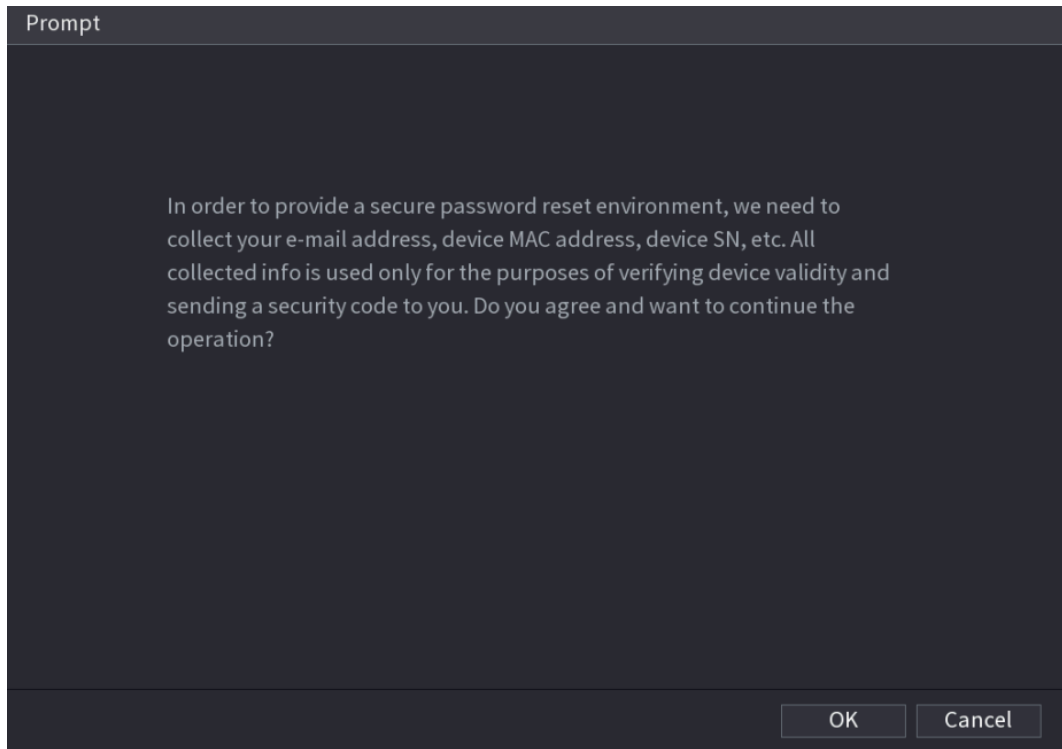 Prompt
In order to provide a secure password reset environment, we need to
collect your e-mail address, device MAC address, device SN, etc. All
collected info is used only for the purposes of verifying device validity and
sending a security code to you. Do you agree and want to continue the
operation?
OK
Cancel